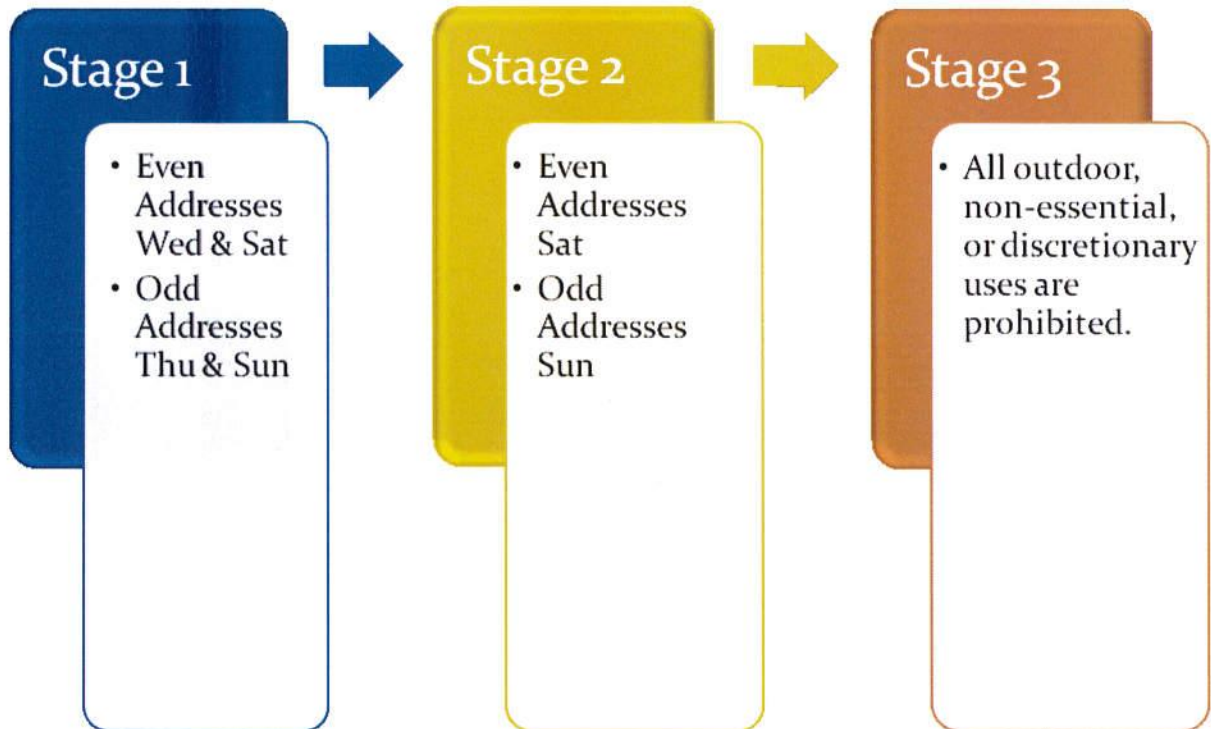 Stage 1
• Even
Addresses
Wed & Sat
• Odd
Addresses
Thu & Sun
Stage 2
• Even
Addresses
Sat
• Odd
Addresses
Sun
Stage 3
• All outdoor,
non-essential,
or discretionary
uses are
prohibited.